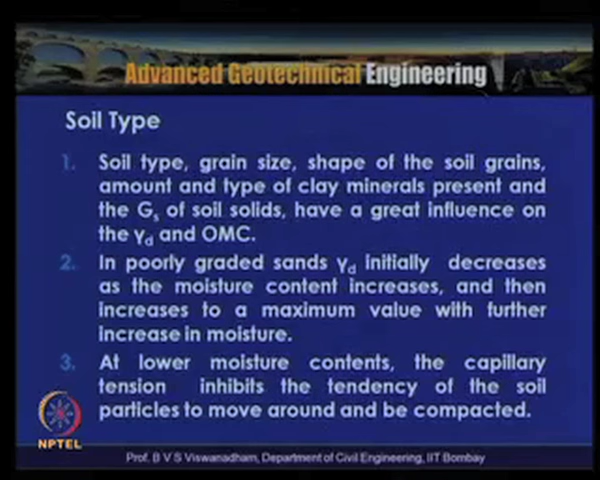 Advanced Geotechnical Engineering
Soil Type
1. Soil type, grain size, shape of the soil grains,
amount and type of clay minerals present and
the Gs of soil solids, have a great influence on
the γd and OMC.
2. In poorly graded sands γd initially decreases
as the moisture content increases, and then
increases to a maximum value with further
increase in moisture.
3. At lower moisture contents, the capillary
tension inhibits the tendency of the soil
particles to move around and be compacted.
NPTEL
Prof. B V S Viswanadham, Department of Civil Engineering, IIT Bombay